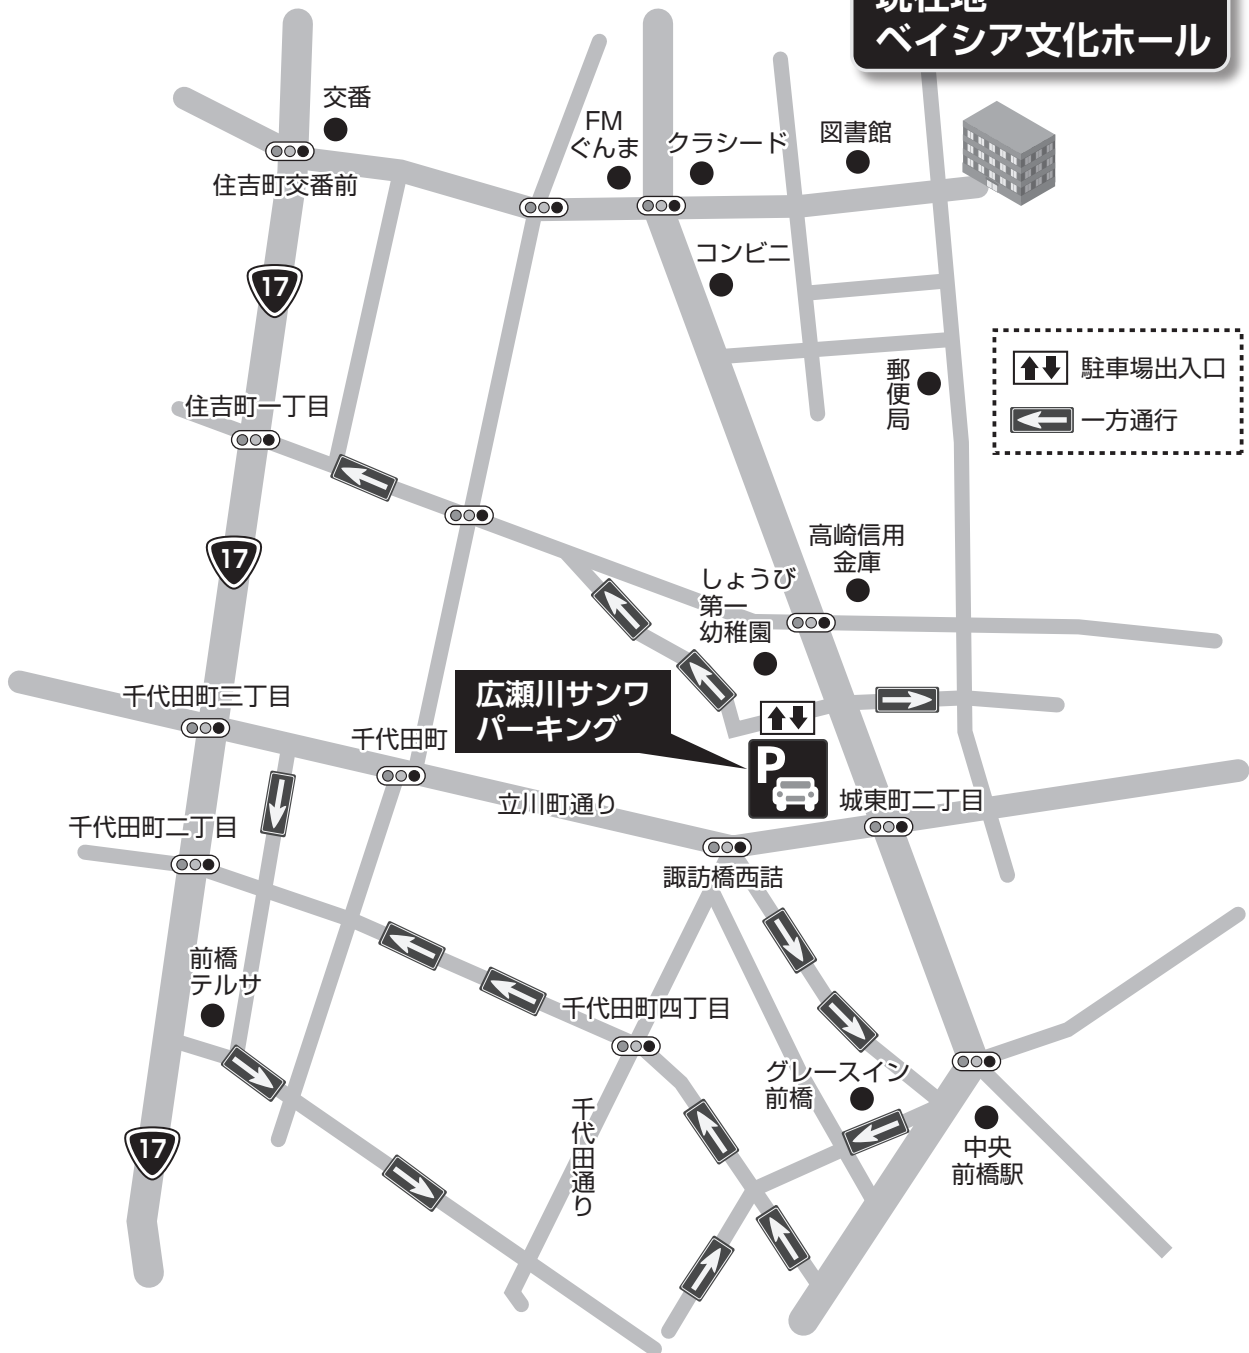 現在地
ベイシア文化ホール
交番
FM
ぐんま
クラシード
図書館
住吉町交番前
コンビニ
17
駐車場出入口
郵便局
住吉町一丁目
一方通行
高崎信用
金庫
17
しょうび
第一
幼稚園
広瀬川サンワ
パーキング
千代田町三丁目
千代田町
P
立川町通り
城東町二丁目
千代田町二丁目
諏訪橋西詰
前橋
テルサ
千代田町四丁目
グレースイン
前橋
千代田通り
17
中央
前橋駅